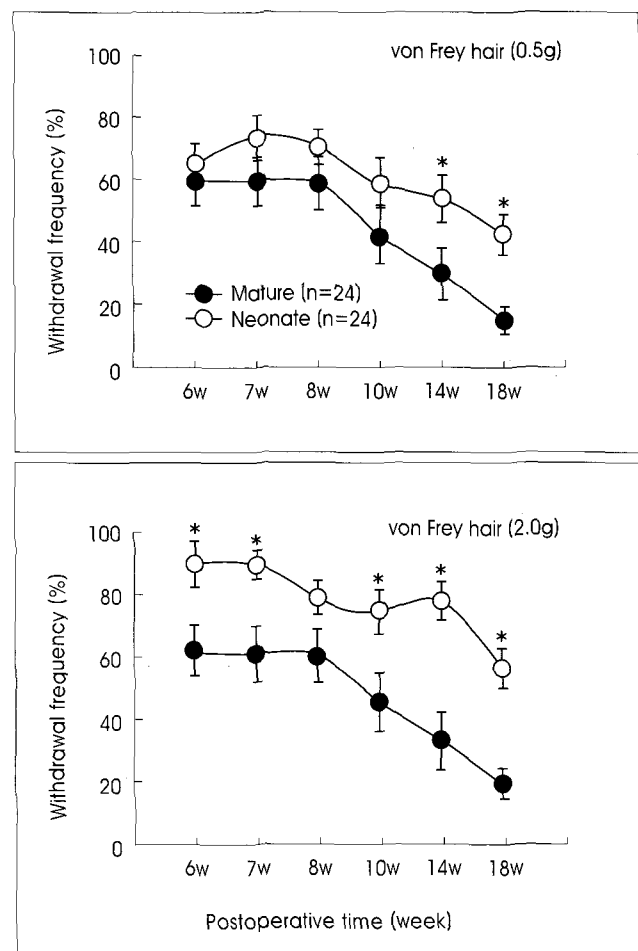 von Frey hair (0.5g)
Withdrawal frequency (%)
100
80
60
40
20
0
* *
Mature (n=24)
Neonate (n=24)
6w 7w 8w 10w 14w 18w
von Frey hair (2.0g)
Withdrawal frequency (%)
100
80
60
40
20
0
* * * * *
6w 7w 8w 10w 14w 18w
Postoperative time (week)